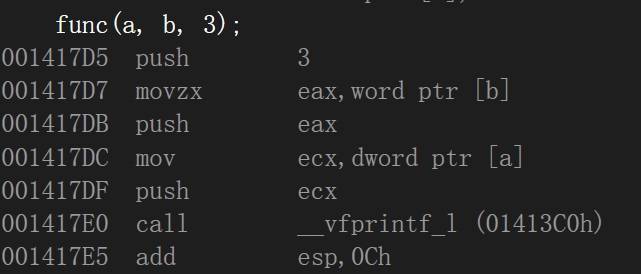 func(a, b, 3);
001417D5 push 3
001417D7 movzx eax,word ptr [b]
001417DB push eax
001417DC mov ecx,dword ptr [a]
001417DF push ecx
001417E0 call __vfprintf_l (01413C0h)
001417E5 add esp,0Ch